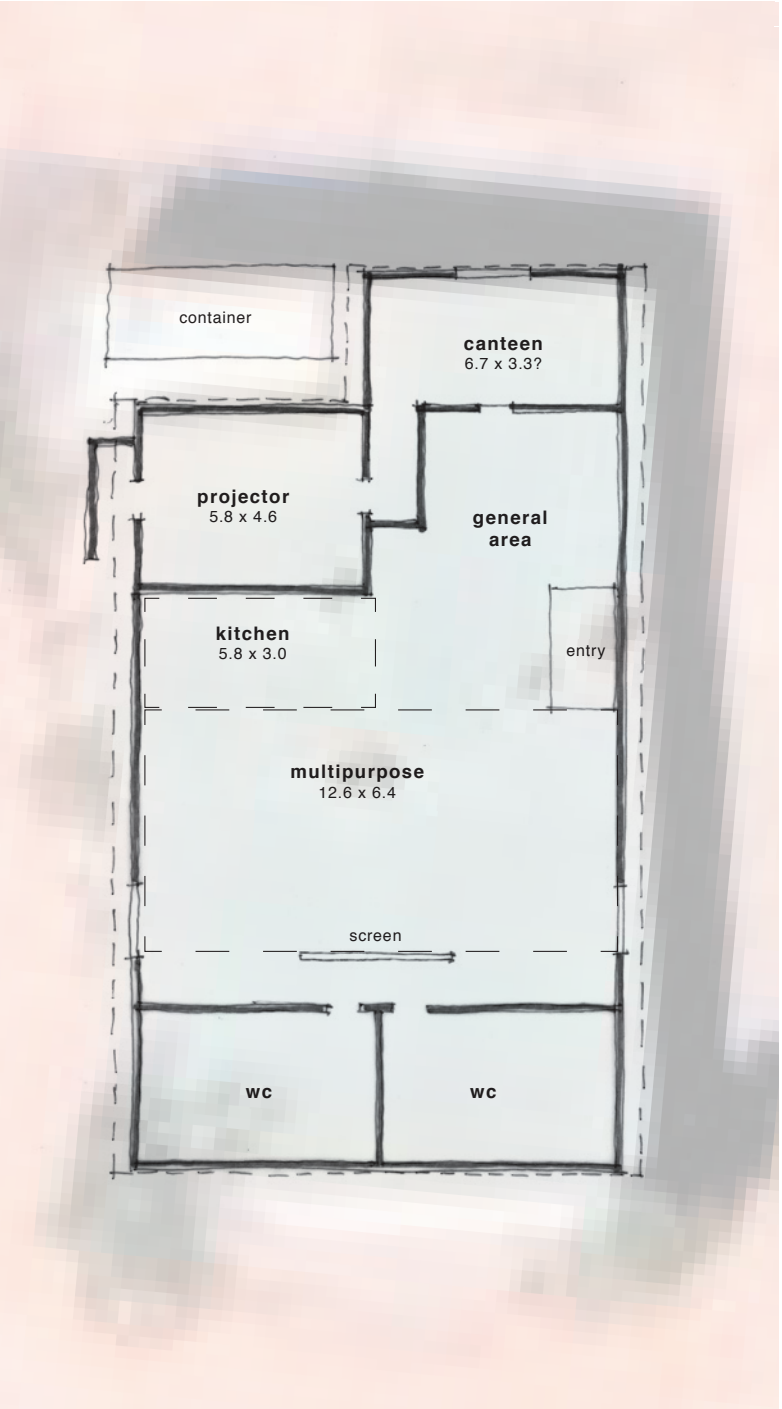 container
canteen
6.7 x 3.3?
projector
5.8 x 4.6
general
area
kitchen
5.8 x 3.0
entry
multipurpose
12.6 x 6.4
screen
wc
wc